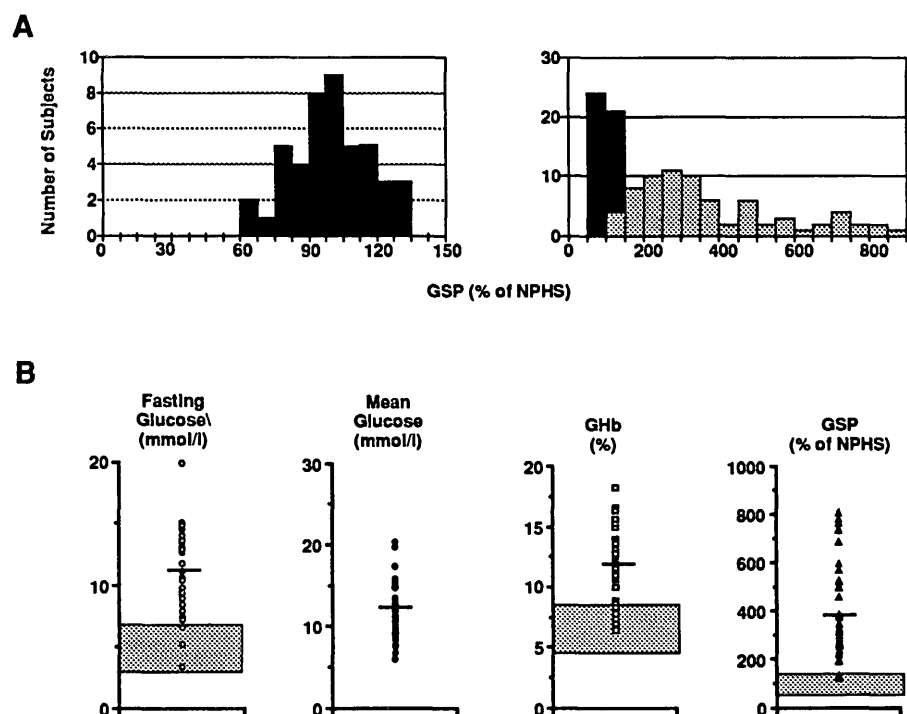 A
Number of Subjects
10
8
6
4
2
0
0 30 60 90 120 150
30
20
10
0
0 200 400 600 800
GSP (% of NPHS)
B
Fasting
Glucose\
(mmol/l)
20
10
0
Mean
Glucose
(mmol/l)
30
20
10
0
GHb
(%)
20
15
10
5
0
GSP
(% of NPHS)
1000
800
600
400
200
0